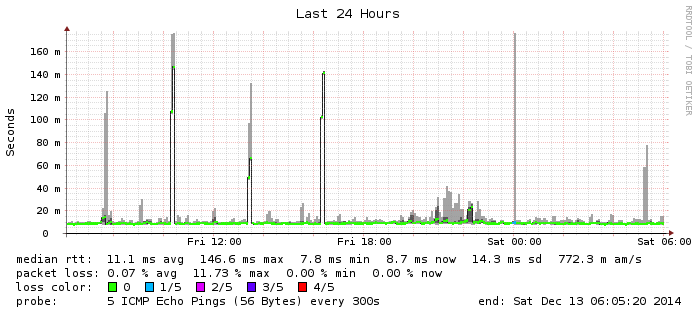 Last 24 Hours
RRDTOOL / TOBI OETIKER
Seconds
160 m
140 m
120 m
100 m
80 m
60 m
40 m
20 m
0
Fri 12:00 Fri 18:00 Sat 00:00 Sat 06:00
median rtt: 11.1 ms avg 146.6 ms max 7.8 ms min 8.7 ms now 14.3 ms sd 772.3 m am/s
packet loss: 0.07 % avg 11.73 % max 0.00 % min 0.00 % now
loss color: 0 1/5 2/5 3/5 4/5
probe: 5 ICMP Echo Pings (56 Bytes) every 300s end: Sat Dec 13 06:05:20 2014